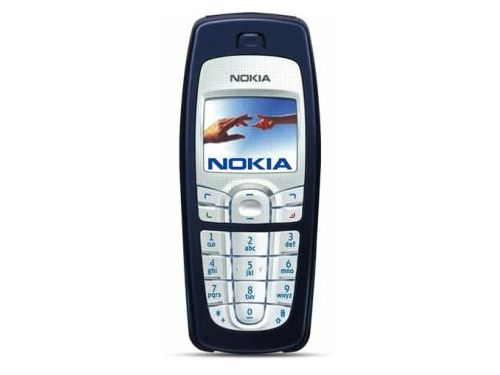 NOKIA
NOKIA
1 2 abc 3 def
4 ghi 5 jkl 6 mno
7 pqrs 8 tuv 9 wxyz
* 0 #